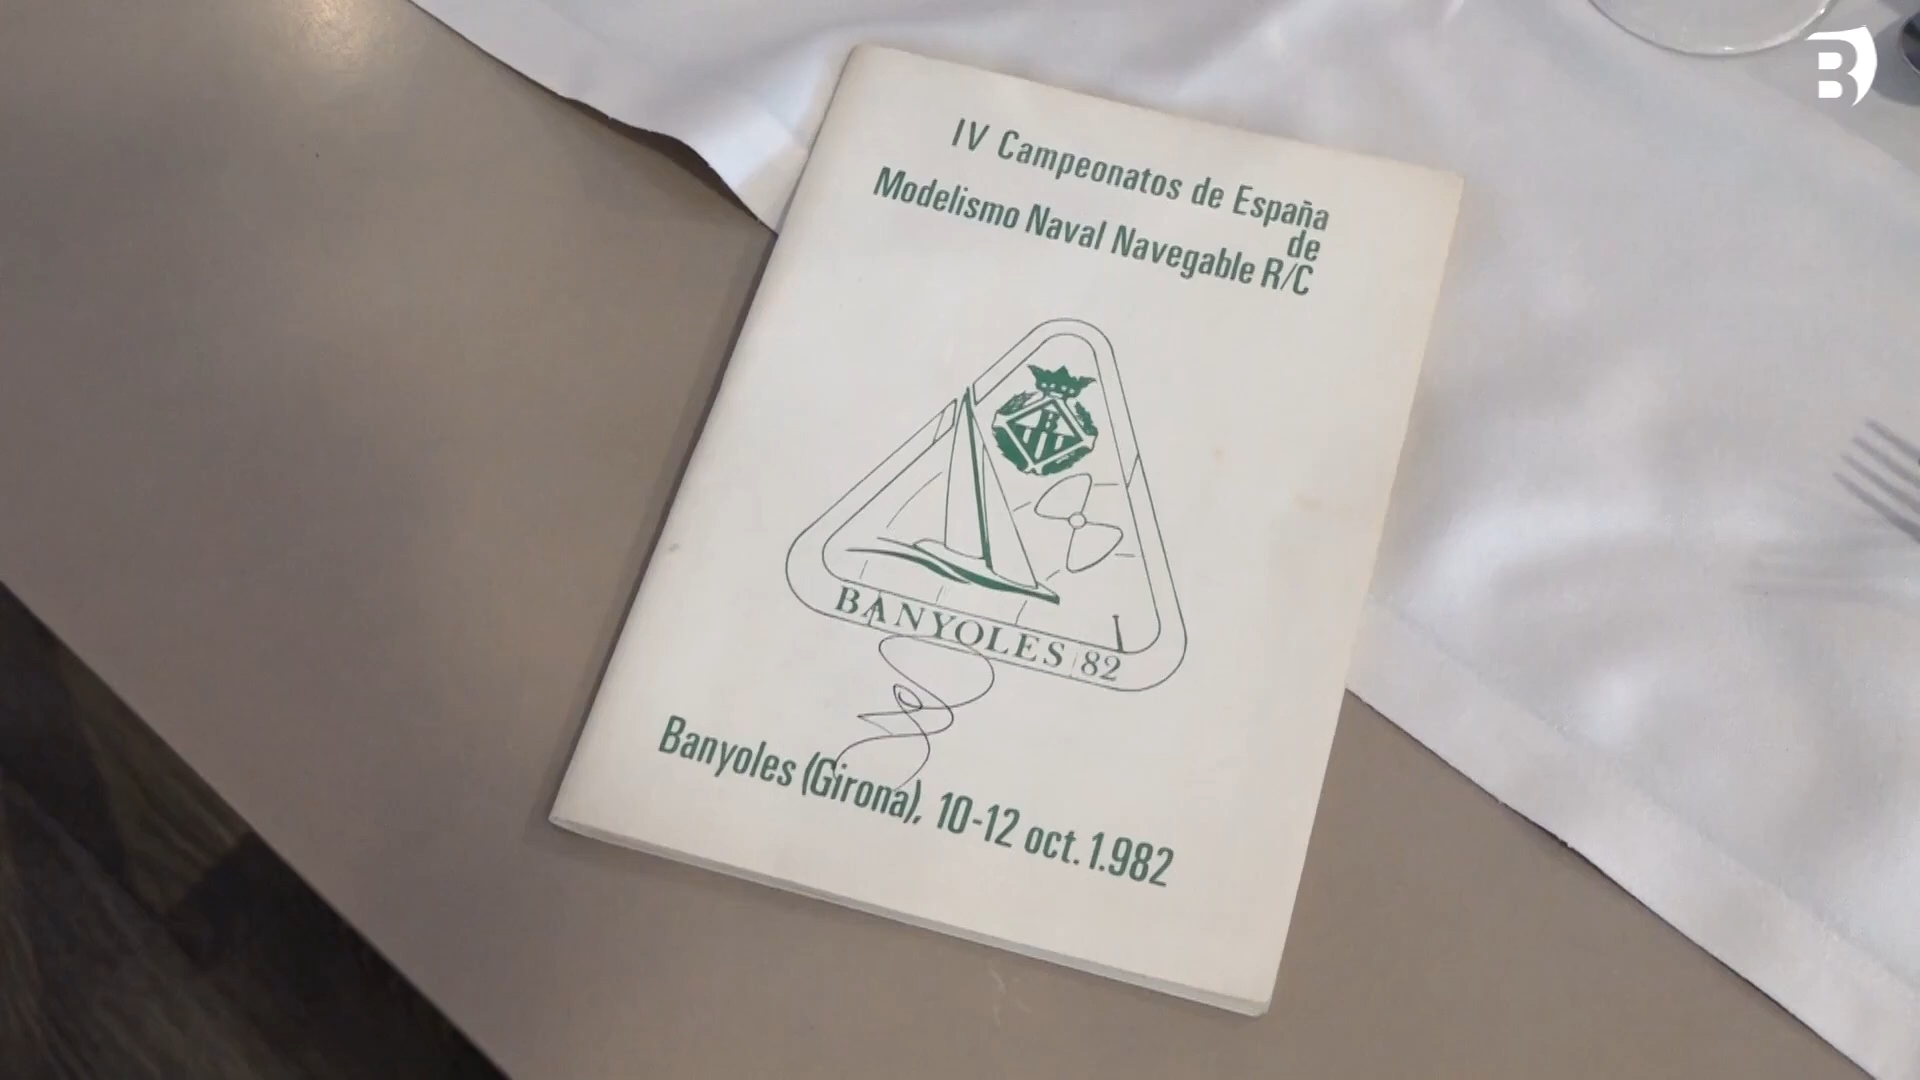 IV Campeonatos de España
de
Modelismo Naval Navegable R/C
B
BANYOLES 82
Banyoles (Girona), 10-12 oct. 1.982
B